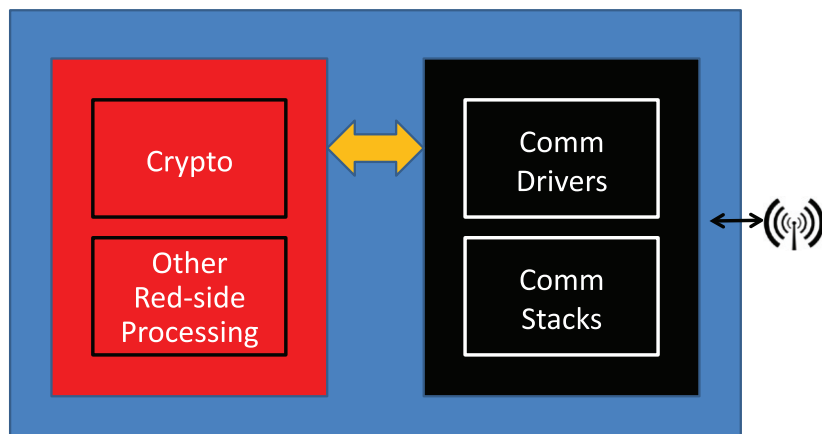 Crypto
Other
Red-side
Processing
Comm
Drivers
Comm
Stacks